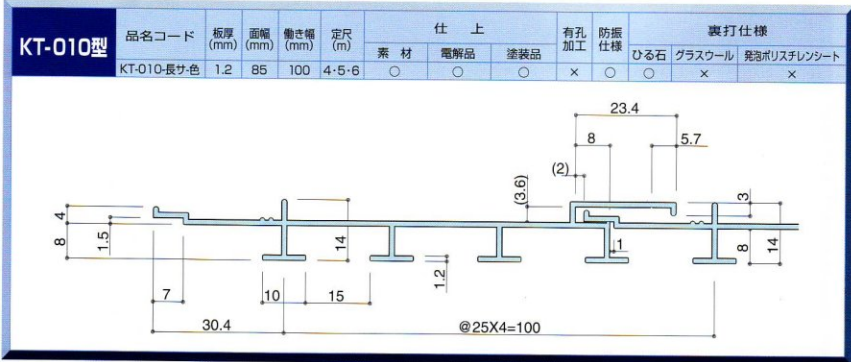 KT-010型
品名コード 板厚(mm) 面幅(mm) 働き幅(mm) 定尺(m) 仕 上 有孔加工 防振仕様 裏打仕様
素 材 電解品 塗装品 ひる石 グラスウール 発泡ポリスチレンシート
KT-010-長サ-色 1.2 85 100 4・5・6 ○ ○ ○ × ○ ○ × ×
23.4
8 5.7
(2)
(3.6)
3
4
8
1.5
14
1.2
1
8
14
7 10 15
30.4 @25X4=100